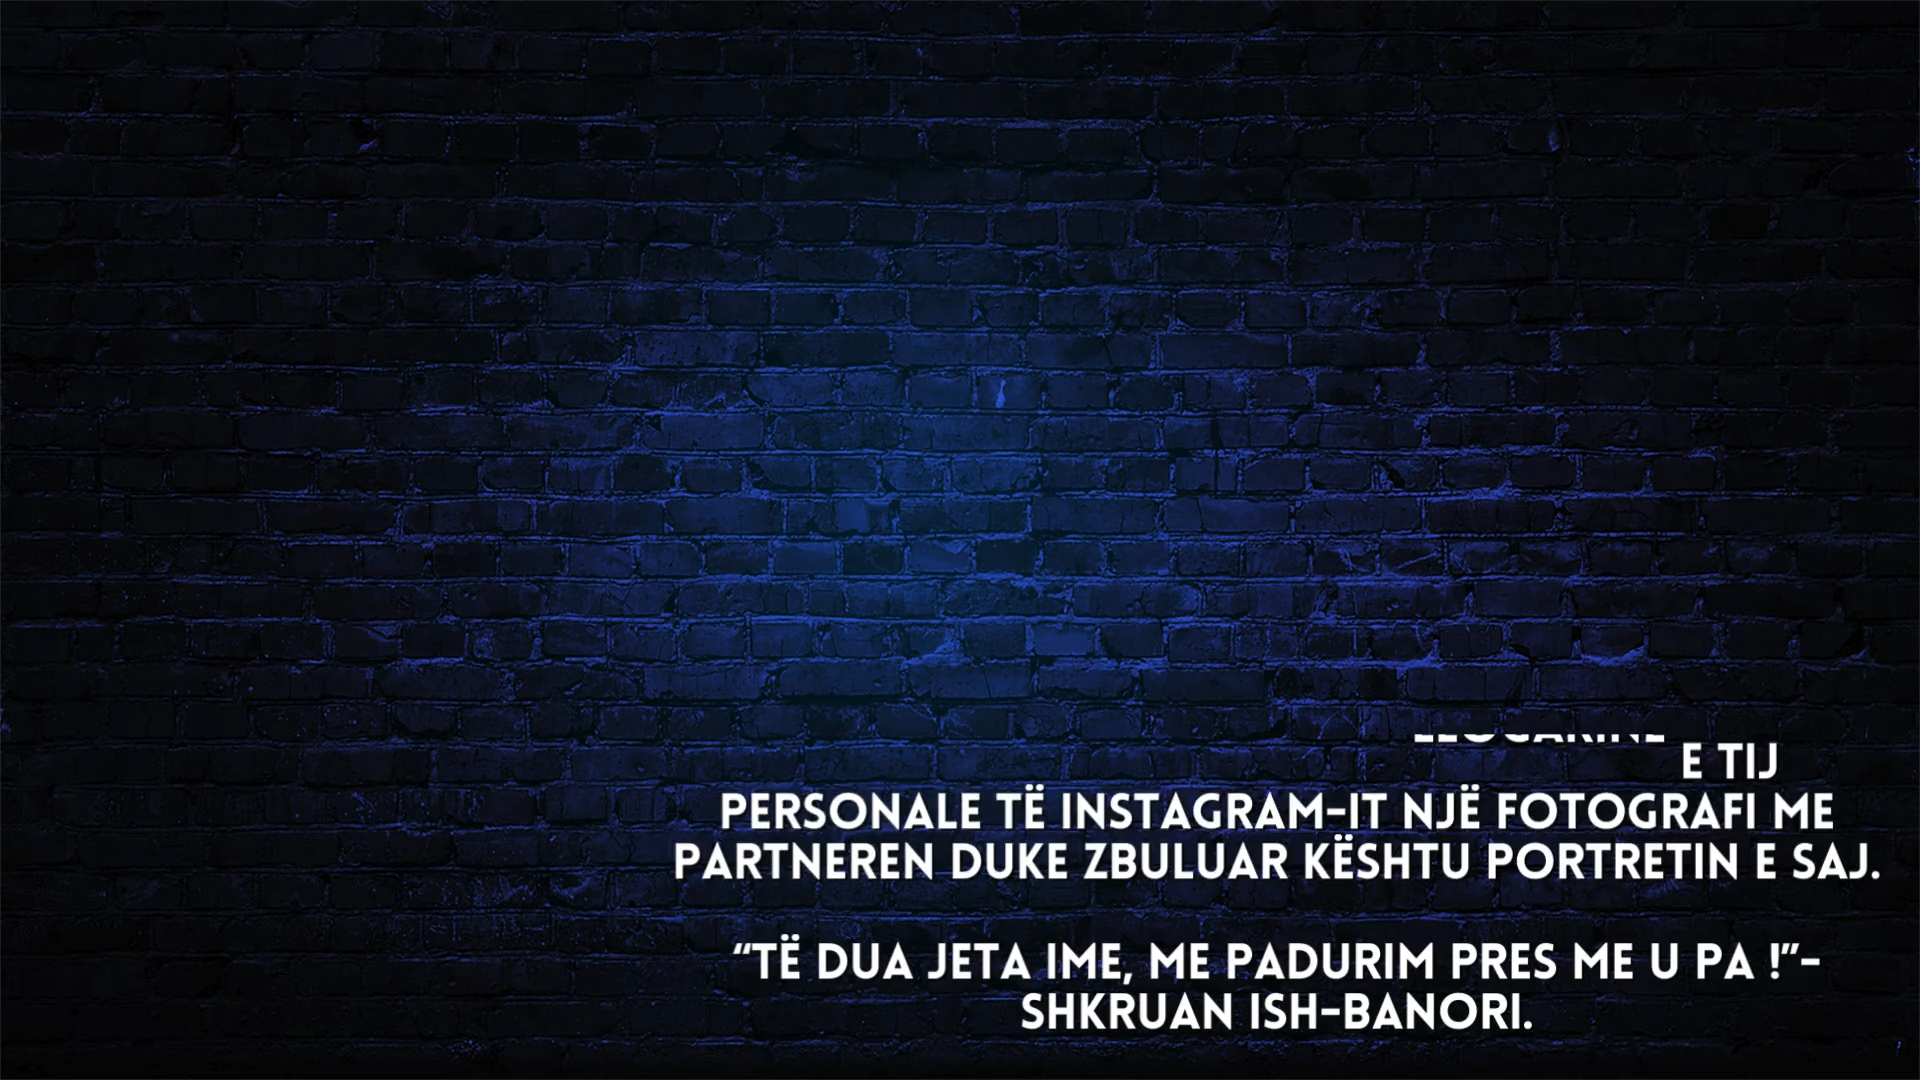 E TIJ
PERSONALE TË INSTAGRAM-IT NJË FOTOGRAFI ME
PARTNEREN DUKE ZBULUAR KËSHTU PORTRETIN E SAJ.
“TË DUA JETA IME, ME PADURIM PRES ME U PA !”-
SHKRUAN ISH-BANORI.